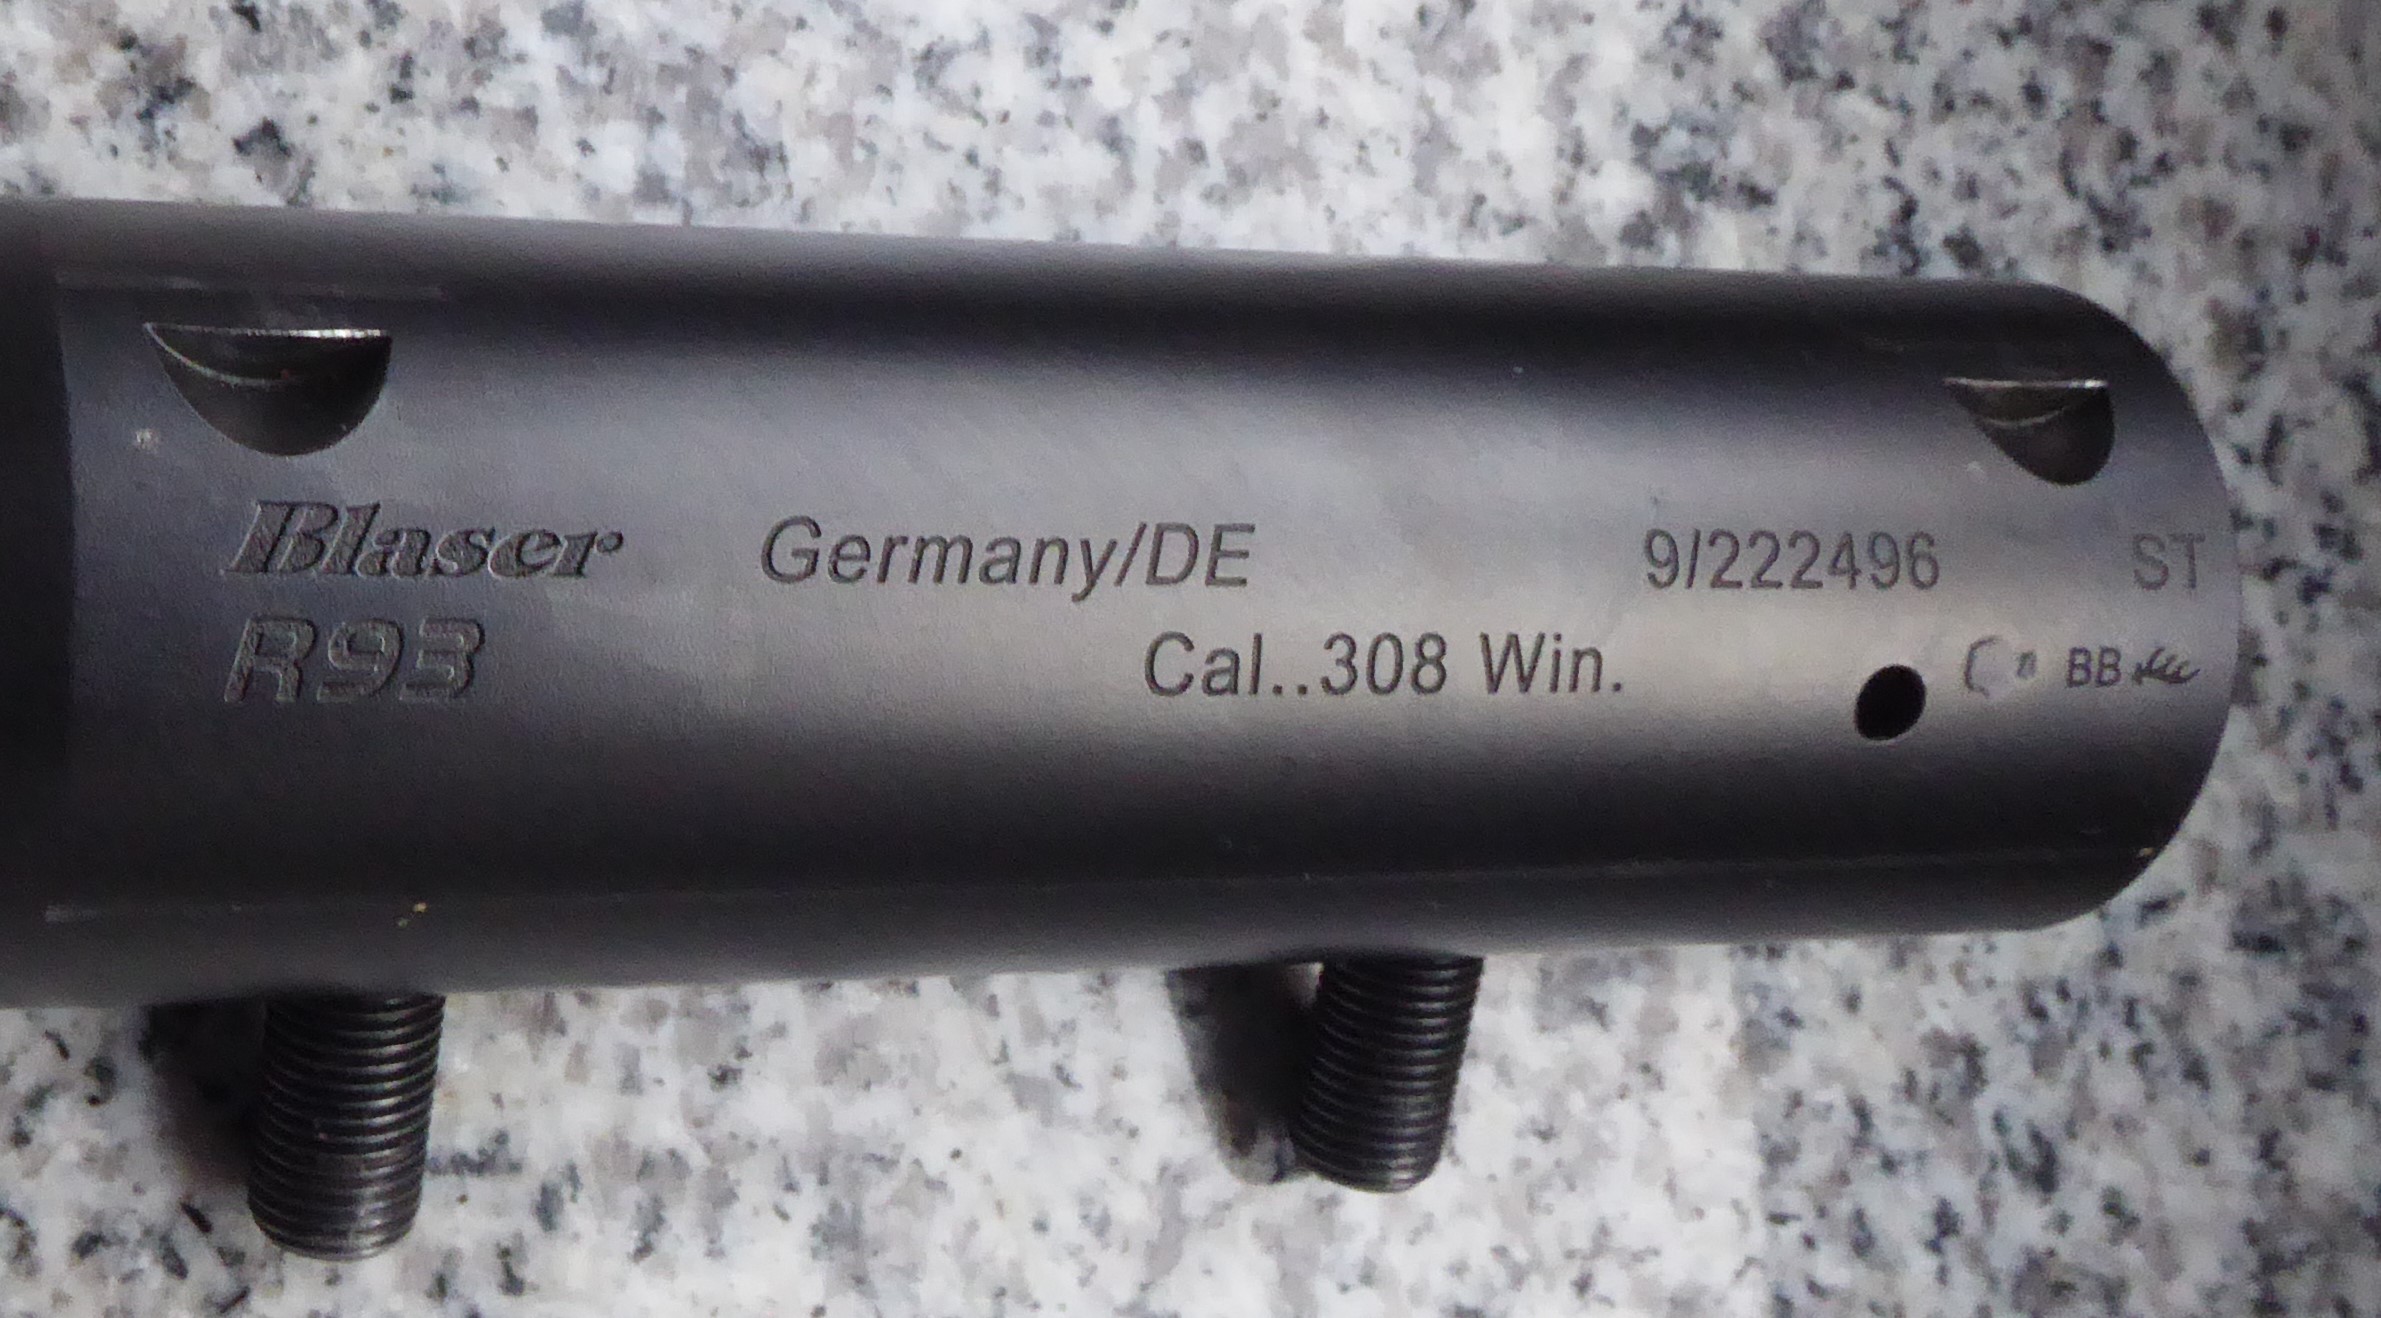 Blaser Germany/DE 9/222496 ST
R93 Cal..308 Win. BB